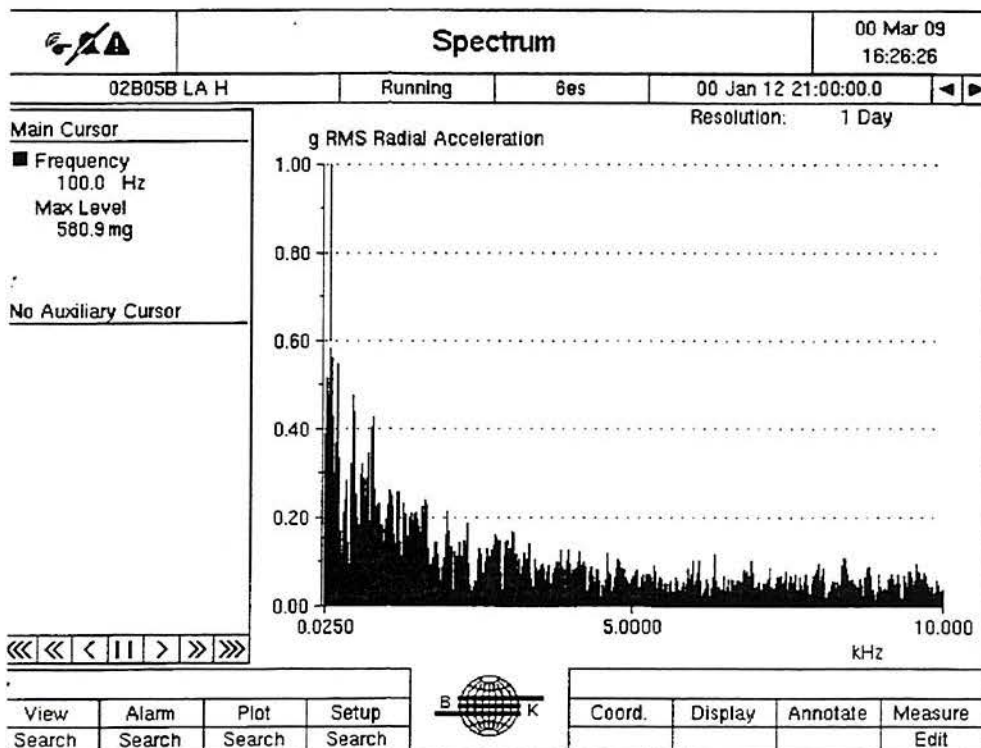 Spectrum
00 Mar 09
16:26:26
02B05B LA H
Running
6es
00 Jan 12 21:00:00.0
Resolution: 1 Day
Main Cursor
Frequency
100.0 Hz
Max Level
580.9 mg
No Auxiliary Cursor
g RMS Radial Acceleration
1.00
0.80
0.60
0.40
0.20
0.00
0.0250
5.0000
10.000
kHz
View Alarm Plot Setup
Search Search Search Search
B K
Coord. Display Annotate Measure
Edit